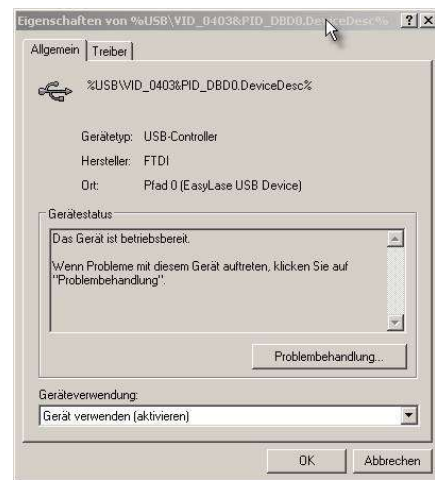 Eigenschaften von %USB\VID_0403&PID_DBD0.DeviceDesc%
Allgemein
Treiber
%USB\VID_0403&PID_DBD0.DeviceDesc%
Gerätetyp: USB-Controller
Hersteller: FTDI
Ort: Pfad 0 (EasyLase USB Device)
Gerätestatus
Das Gerät ist betriebsbereit.
Wenn Probleme mit diesem Gerät auftreten, klicken Sie auf
"Problembehandlung".
Problembehandlung...
Geräteverwendung:
Gerät verwenden (aktivieren)
OK
Abbrechen